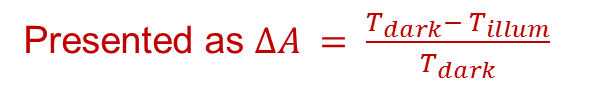 Presented as ΔA = (T_dark − T_illum) / T_dark